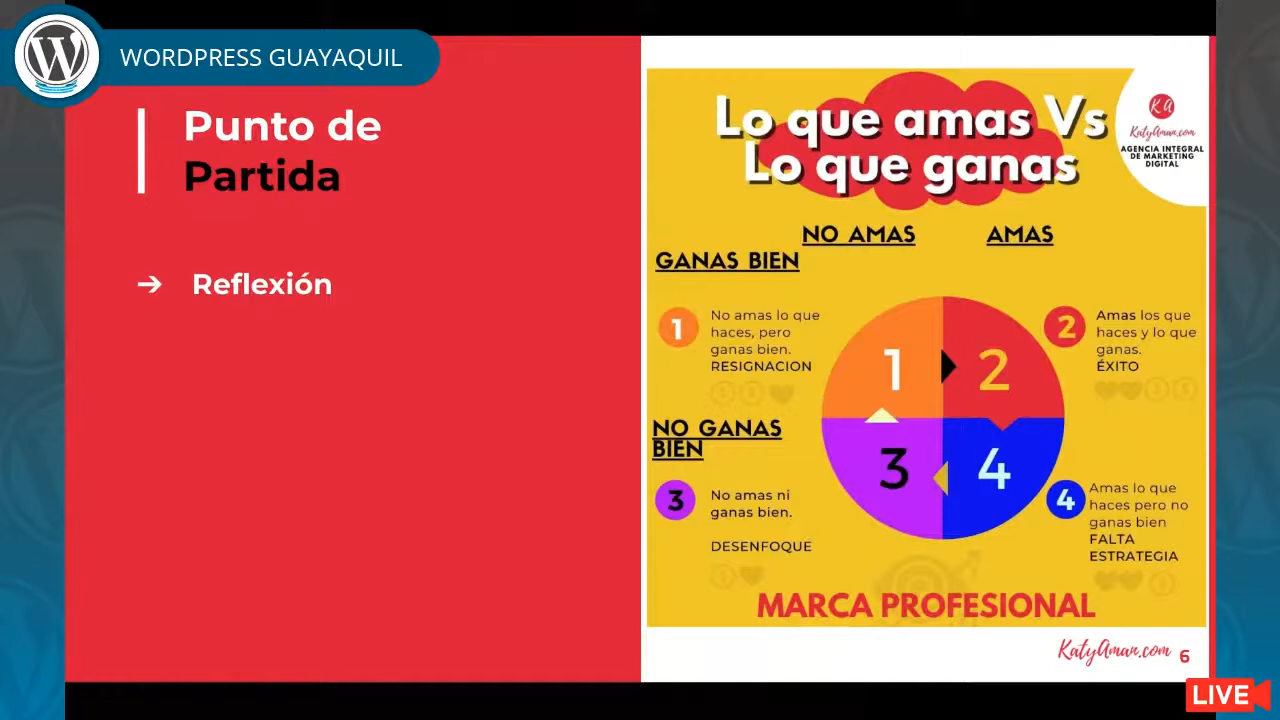 WORDPRESS GUAYAQUIL
Punto de
Partida
➔ Reflexión
Lo que amas Vs
Lo que ganas
KA
KatyAman.com
AGENCIA INTEGRAL
DE MARKETING
DIGITAL
NO AMAS AMAS
GANAS BIEN
1
No amas lo que
haces, pero
ganas bien.
RESIGNACION
1 2
3 4
2
Amas los que
haces y lo que
ganas.
ÉXITO
NO GANAS
BIEN
3
No amas ni
ganas bien.
DESENFOQUE
4
Amas lo que
haces pero no
ganas bien
FALTA
ESTRATEGIA
MARCA PROFESIONAL
KatyAman.com 6
LIVE